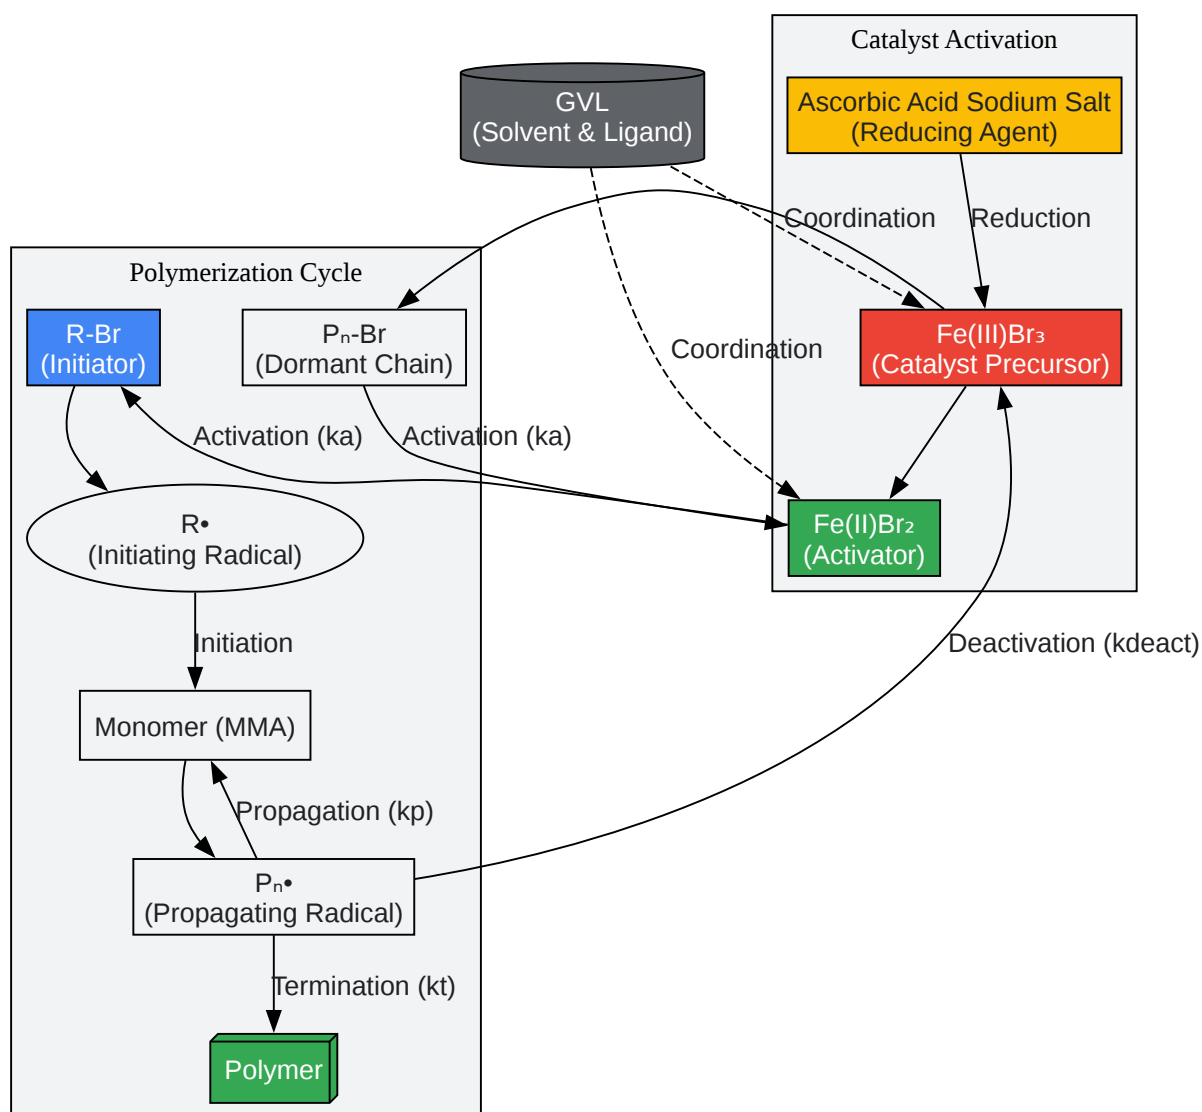 Catalyst Activation
GVL
(Solvent & Ligand)
Ascorbic Acid Sodium Salt
(Reducing Agent)
Coordination
Reduction
Polymerization Cycle
R-Br
(Initiator)
Pₙ-Br
(Dormant Chain)
Coordination
Fe(III)Br₃
(Catalyst Precursor)
Activation (ka)
Activation (ka)
R•
(Initiating Radical)
Fe(II)Br₂
(Activator)
Initiation
Deactivation (kdeact)
Monomer (MMA)
Propagation (kp)
Pₙ•
(Propagating Radical)
Termination (kt)
Polymer